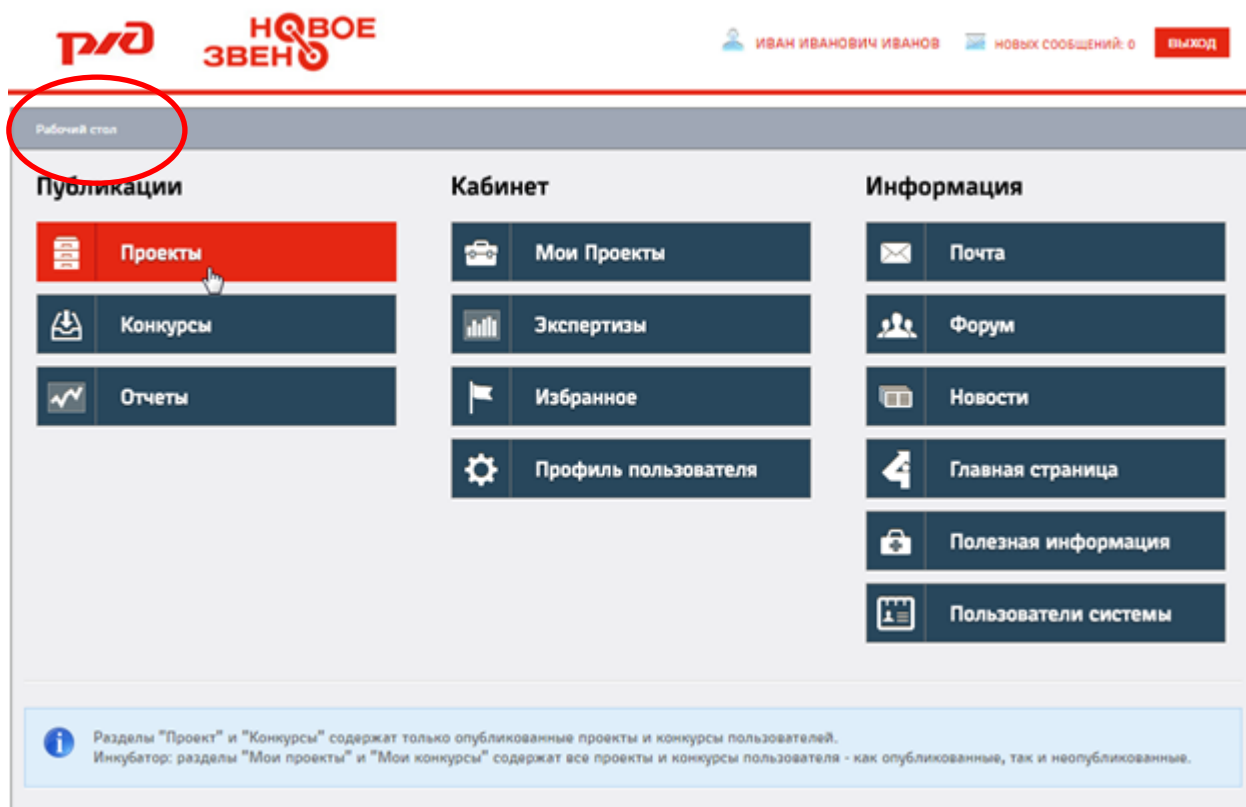 РЖД
НОВОЕ
ЗВЕНО
ИВАН ИВАНОВИЧ ИВАНОВ
НОВЫХ СООБЩЕНИЙ: 0
ВЫХОД
Рабочий стол
Публикации
Проекты
Конкурсы
Отчеты
Кабинет
Мои Проекты
Экспертизы
Избранное
Профиль пользователя
Информация
Почта
Форум
Новости
Главная страница
Полезная информация
Пользователи системы
Разделы "Проект" и "Конкурсы" содержат только опубликованные проекты и конкурсы пользователей.
Инкубатор: разделы "Мои проекты" и "Мои конкурсы" содержат все проекты и конкурсы пользователя - как опубликованные, так и неопубликованные.